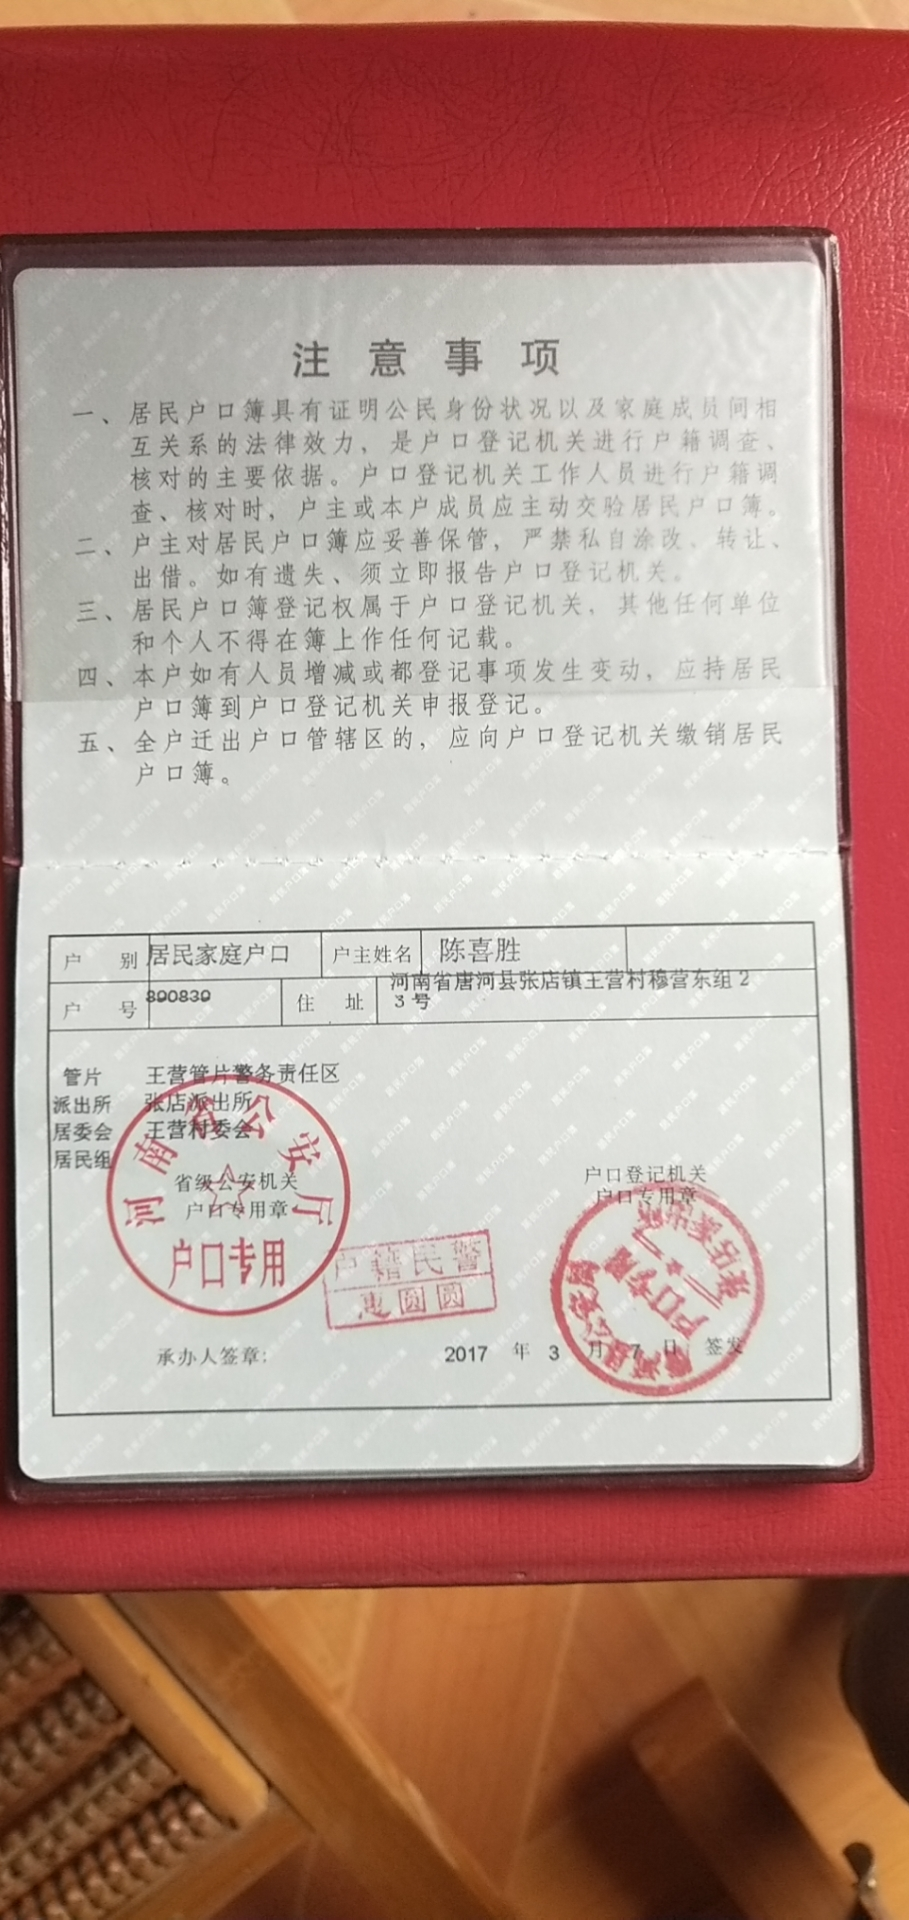 注意事项
一、居民户口簿具有证明公民身份状况以及家庭成员间相
互关系的法律效力，是户口登记机关进行户籍调查、
核对的主要依据。户口登记机关工作人员进行户籍调
查、核对时，户主或本户成员应主动交验居民户口簿。
二、户主对居民户口簿应妥善保管，严禁私自涂改、转让、
出借。如有遗失、须立即报告户口登记机关。
三、居民户口簿登记权属于户口登记机关，其他任何单位
和个人不得在簿上作任何记载。
四、本户如有人员增减或都登记事项发生变动，应持居民
户口簿到户口登记机关申报登记。
五、全户迁出户口管辖区的，应向户口登记机关缴销居民
户口簿。
户 别 居民家庭户口 户主姓名 陈喜胜
户 号 890839 住 址 河南省唐河县张店镇王营村穆营东组2
3号
管片 王营管片警务责任区
派出所 张店派出所
居委会 王营村委会
居民组
河南省公安厅
省级公安机关
户口专用章
户口专用
户口登记机关
户口专用章
户口专用
户籍民警
惠圆圆
承办人签章：
2017 年 3 月 7 日 签发